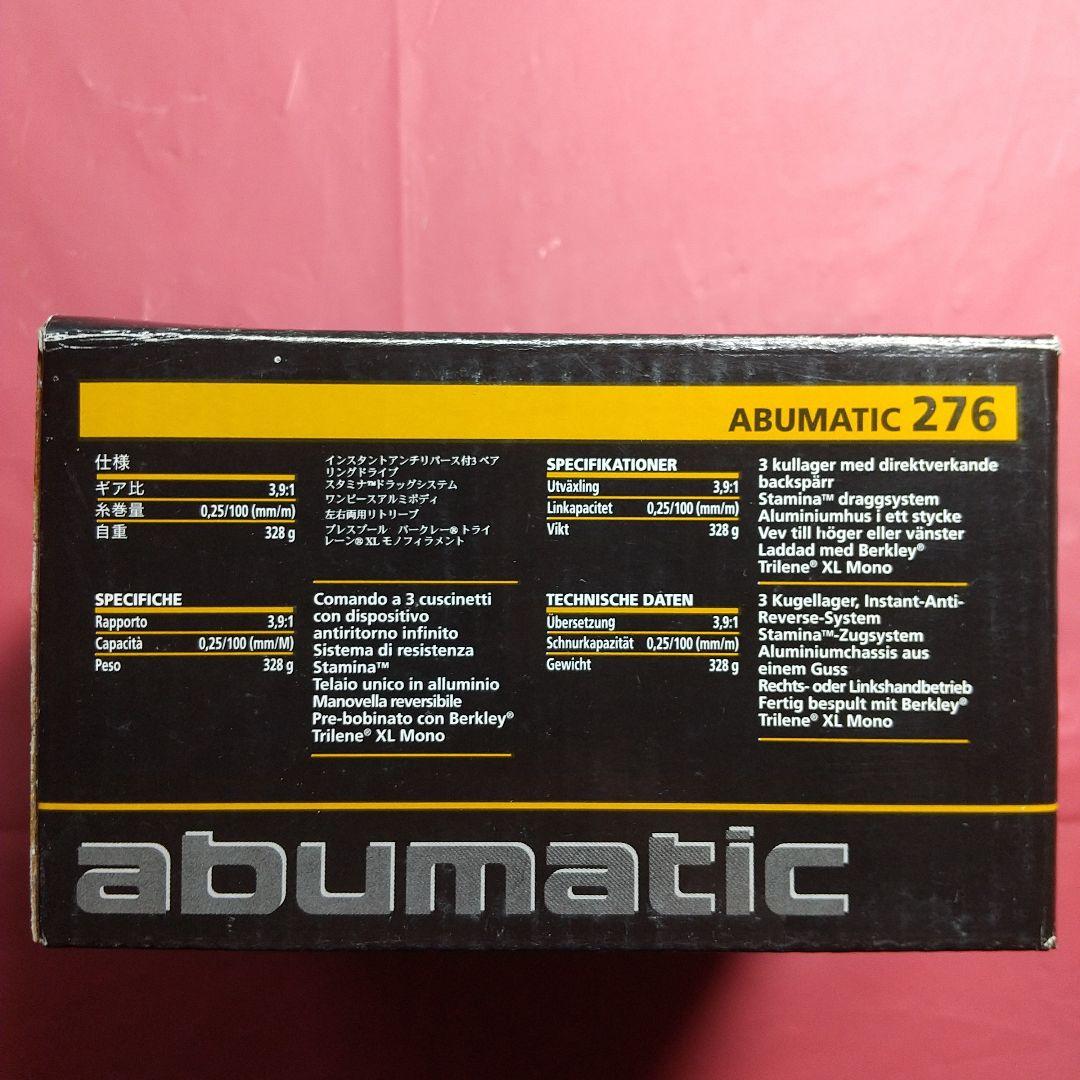 ABUMATIC 276
仕様
ギア比 3,9:1
糸巻量 0,25/100 (mm/m)
自重 328 g
インスタントアンチリバース付3 ベア
リングドライブ
スタミナ™ドラッグシステム
ワンピースアルミボディ
左右両用リトリーブ
プレスプール バークレー®トライ
レーン® XL モノフィラメント
SPECIFIKATIONER
Utväxling 3,9:1
Linkapacitet 0,25/100 (mm/m)
Vikt 328 g
3 kullager med direktverkande
backspärr
Stamina™ draggsystem
Aluminiumhus i ett stycke
Vev till höger eller vänster
Laddad med Berkley®
Trilene® XL Mono
SPECIFICHE
Rapporto 3,9:1
Capacità 0,25/100 (mm/M)
Peso 328 g
Comando a 3 cuscinetti
con dispositivo
antiritorno infinito
Sistema di resistenza
Stamina™
Telaio unico in alluminio
Manovella reversibile
Pre-bobinato con Berkley®
Trilene® XL Mono
TECHNISCHE DATEN
Übersetzung 3,9:1
Schnurkapazität 0,25/100 (mm/m)
Gewicht 328 g
3 Kugellager, Instant-Anti-
Reverse-System
Stamina™-Zugsystem
Aluminiumchassis aus
einem Guss
Rechts- oder Linkshandbetrieb
Fertig bespult mit Berkley®
Trilene® XL Mono
abumatic